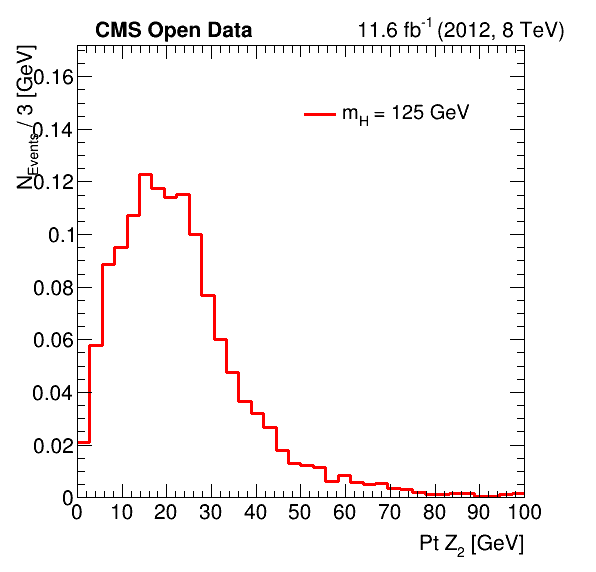 CMS Open Data 11.6 fb⁻¹ (2012, 8 TeV)
N_Events / 3 [GeV]
m_H = 125 GeV
0.16
0.14
0.12
0.1
0.08
0.06
0.04
0.02
0
0 10 20 30 40 50 60 70 80 90 100
Pt Z₂ [GeV]